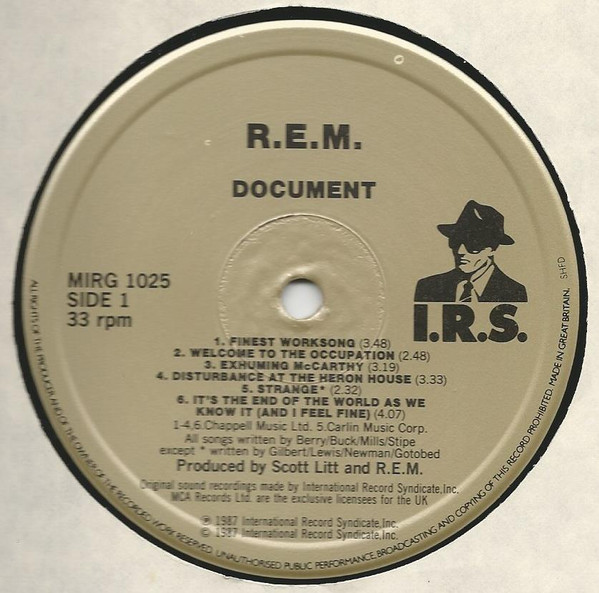 R.E.M.
DOCUMENT
MIRG 1025
SIDE 1
33 rpm
I.R.S.
1. FINEST WORKSONG (3.48)
2. WELCOME TO THE OCCUPATION (2.48)
3. EXHUMING McCARTHY (3.19)
4. DISTURBANCE AT THE HERON HOUSE (3.33)
5. STRANGE* (2.32)
6. IT'S THE END OF THE WORLD AS WE
KNOW IT (AND I FEEL FINE) (4.07)
1-4,6.Chappell Music Ltd. 5.Carlin Music Corp.
All songs written by Berry/Buck/Mills/Stipe
except * written by Gilbert/Lewis/Newman/Gotobed
Produced by Scott Litt and R.E.M.
Original sound recordings made by International Record Syndicate,Inc.
MCA Records Ltd. are the exclusive licensees for the UK
℗ 1987 International Record Syndicate,Inc.
© 1987 International Record Syndicate,Inc.
ALL RIGHTS OF THE PRODUCER AND OF THE OWNER OF THE RECORDED WORK RESERVED. UNAUTHORISED PUBLIC PERFORMANCE, BROADCASTING AND COPYING OF THIS RECORD PROHIBITED. MADE IN GREAT BRITAIN. SHFD